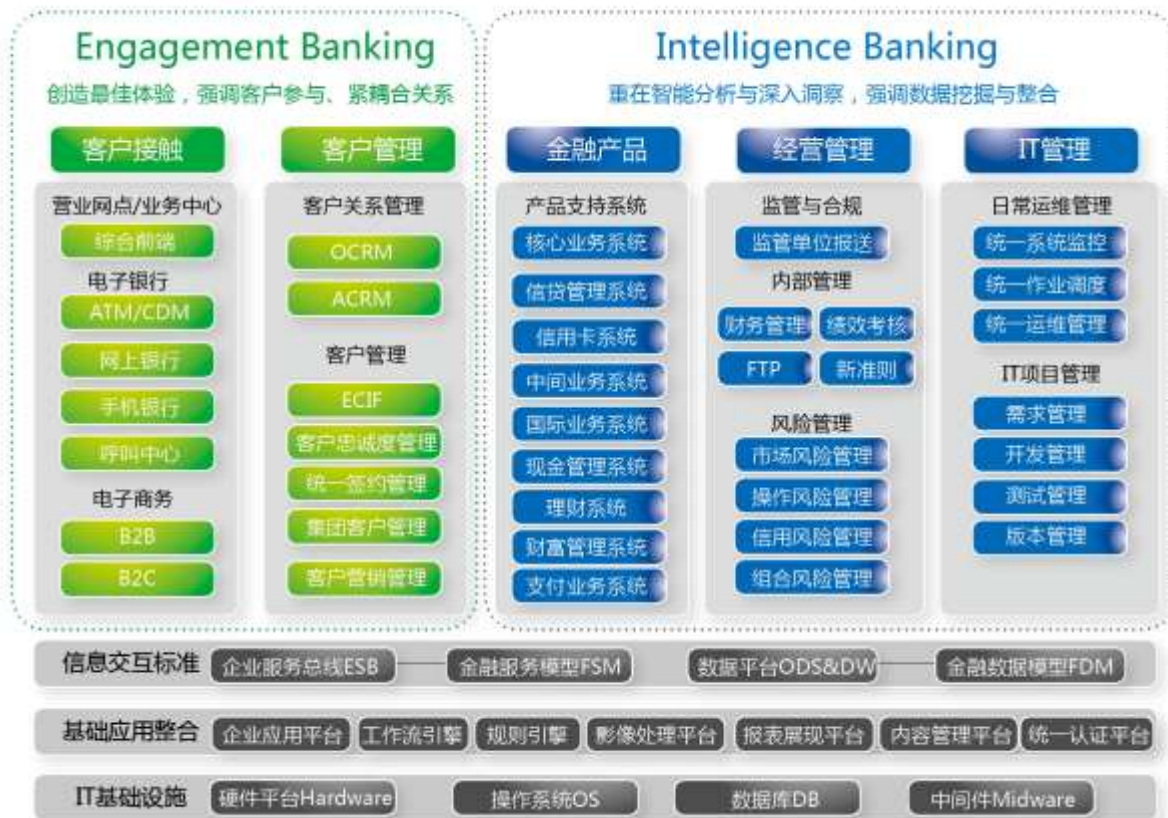 Engagement Banking
创造最佳体验，强调客户参与、紧耦合关系
客户接触
营业网点/业务中心
综合前端
电子银行
ATM/CDM
网上银行
手机银行
呼叫中心
电子商务
B2B
B2C
客户管理
客户关系管理
OCRM
ACRM
客户管理
ECIF
客户忠诚度管理
统一签约管理
集团客户管理
客户营销管理
Intelligence Banking
重在智能分析与深入洞察，强调数据挖掘与整合
金融产品
产品支持系统
核心业务系统
信贷管理系统
信用卡系统
中间业务系统
国际业务系统
现金管理系统
理财系统
财富管理系统
支付业务系统
经营管理
监管与合规
监管单位报送
内部管理
财务管理 绩效考核
FTP 新准则
风险管理
市场风险管理
操作风险管理
信用风险管理
组合风险管理
IT管理
日常运维管理
统一系统监控
统一作业调度
统一运维管理
IT项目管理
需求管理
开发管理
测试管理
版本管理
信息交互标准 企业服务总线ESB 金融服务模型FSM 数据平台ODS&DW 金融数据模型FDM
基础应用整合 企业应用平台 工作流引擎 规则引擎 影像处理平台 报表展现平台 内容管理平台 统一认证平台
IT基础设施 硬件平台Hardware 操作系统OS 数据库DB 中间件Midware